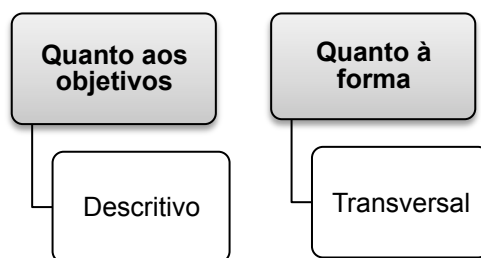 Quanto aos
objetivos
Descritivo
Quanto à
forma
Transversal